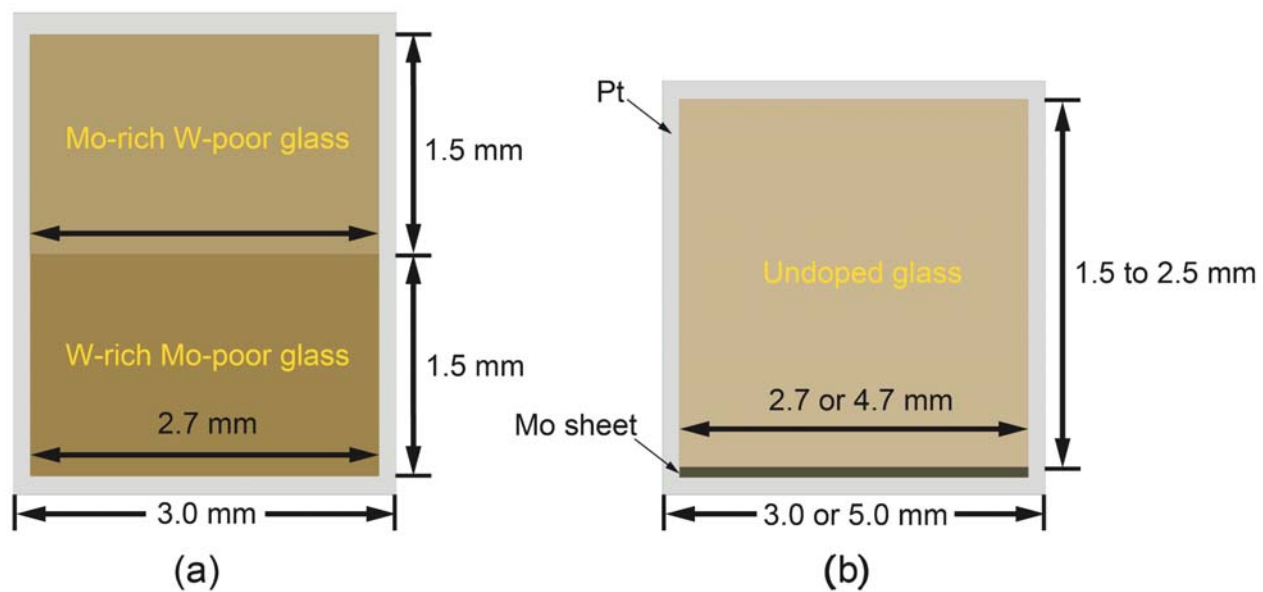 Mo-rich W-poor glass
1.5 mm
W-rich Mo-poor glass
1.5 mm
2.7 mm
3.0 mm
(a)
Pt
Undoped glass
1.5 to 2.5 mm
2.7 or 4.7 mm
Mo sheet
3.0 or 5.0 mm
(b)